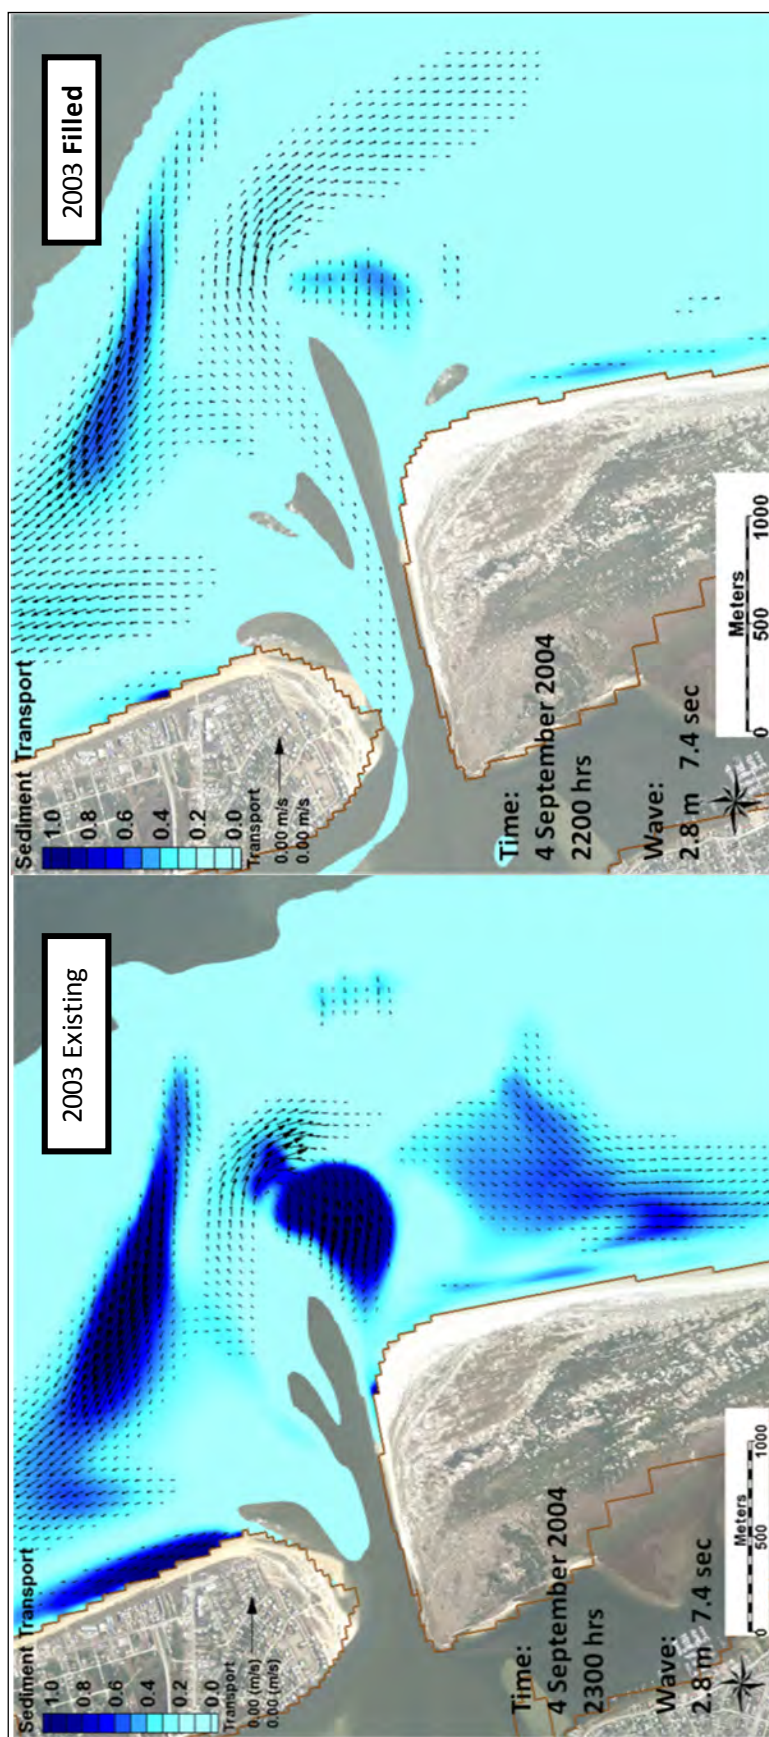 2003 Existing
Sediment Transport
1.0
0.8
0.6
0.4
0.2
0.0
Transport
0.00 (m/s)
0.00 (m/s)
Time:
4 September 2004
2300 hrs
Wave:
2.8 m 7.4 sec
Meters
0 500 1000
2003 Filled
Sediment Transport
1.0
0.8
0.6
0.4
0.2
0.0
Transport
0.00 m/s
0.00 m/s
Time:
4 September 2004
2200 hrs
Wave:
2.8 m 7.4 sec
Meters
0 500 1000